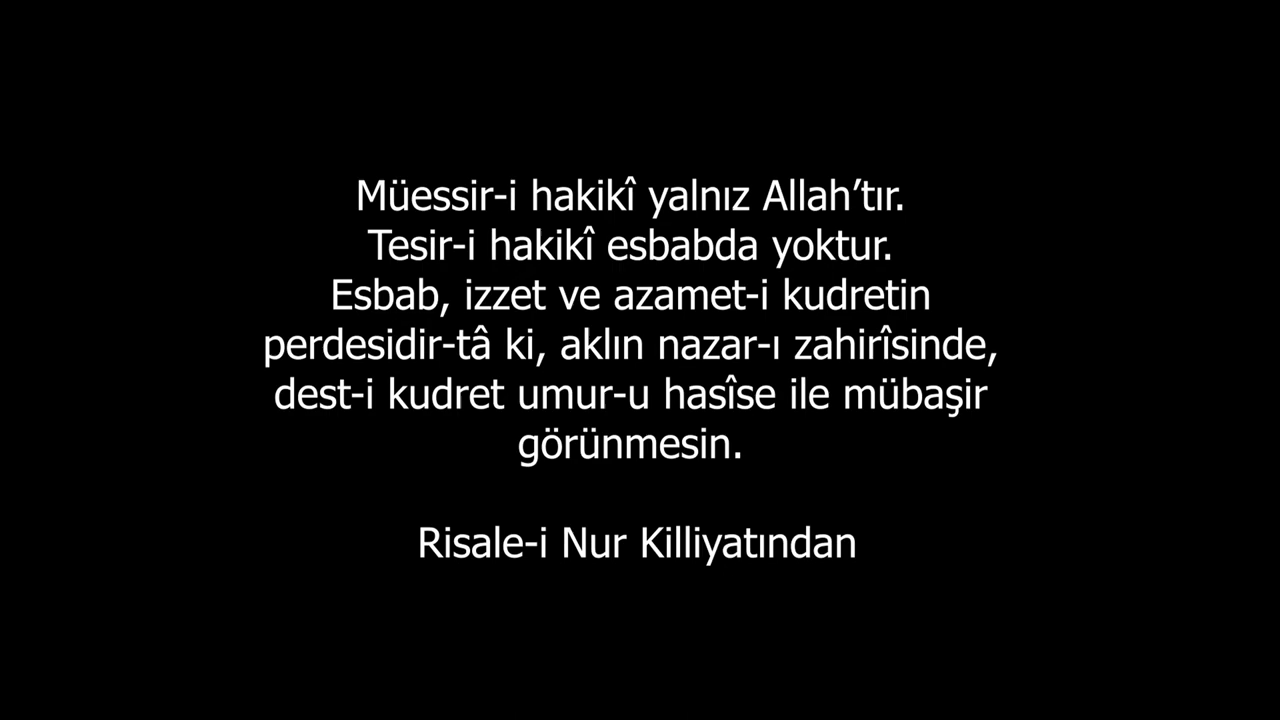 Müessir-i hakikî yalnız Allah’tır.
Tesir-i hakikî esbabda yoktur.
Esbab, izzet ve azamet-i kudretin
perdesidir-tâ ki, aklın nazar-ı zahirîsinde,
dest-i kudret umur-u hasîse ile mübaşir
görünmesin.
Risale-i Nur Killiyatından